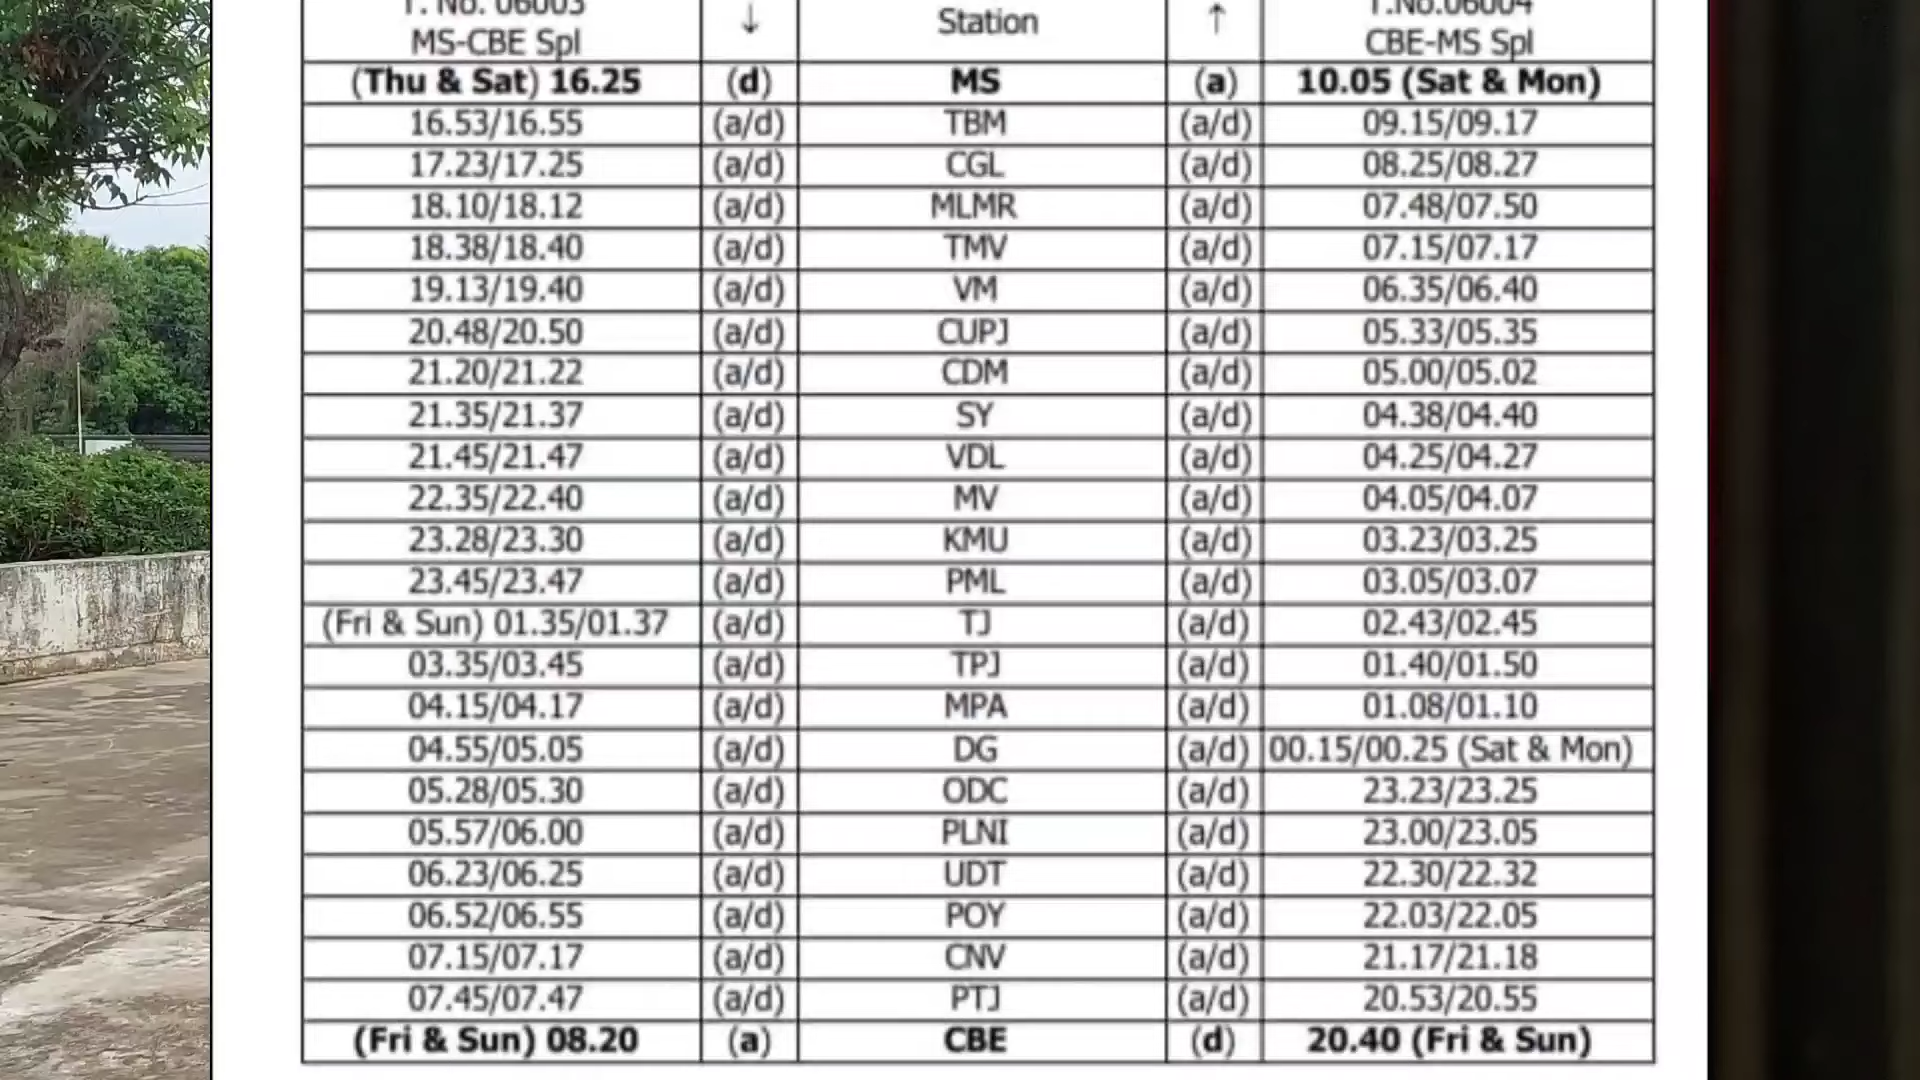 T. No. 06003 ↓ Station ↑ T.No.06004
MS-CBE Spl CBE-MS Spl
(Thu & Sat) 16.25 (d) MS (a) 10.05 (Sat & Mon)
16.53/16.55 (a/d) TBM (a/d) 09.15/09.17
17.23/17.25 (a/d) CGL (a/d) 08.25/08.27
18.10/18.12 (a/d) MLMR (a/d) 07.48/07.50
18.38/18.40 (a/d) TMV (a/d) 07.15/07.17
19.13/19.40 (a/d) VM (a/d) 06.35/06.40
20.48/20.50 (a/d) CUPJ (a/d) 05.33/05.35
21.20/21.22 (a/d) CDM (a/d) 05.00/05.02
21.35/21.37 (a/d) SY (a/d) 04.38/04.40
21.45/21.47 (a/d) VDL (a/d) 04.25/04.27
22.35/22.40 (a/d) MV (a/d) 04.05/04.07
23.28/23.30 (a/d) KMU (a/d) 03.23/03.25
23.45/23.47 (a/d) PML (a/d) 03.05/03.07
(Fri & Sun) 01.35/01.37 (a/d) TJ (a/d) 02.43/02.45
03.35/03.45 (a/d) TPJ (a/d) 01.40/01.50
04.15/04.17 (a/d) MPA (a/d) 01.08/01.10
04.55/05.05 (a/d) DG (a/d) 00.15/00.25 (Sat & Mon)
05.28/05.30 (a/d) ODC (a/d) 23.23/23.25
05.57/06.00 (a/d) PLNI (a/d) 23.00/23.05
06.23/06.25 (a/d) UDT (a/d) 22.30/22.32
06.52/06.55 (a/d) POY (a/d) 22.03/22.05
07.15/07.17 (a/d) CNV (a/d) 21.17/21.18
07.45/07.47 (a/d) PTJ (a/d) 20.53/20.55
(Fri & Sun) 08.20 (a) CBE (d) 20.40 (Fri & Sun)